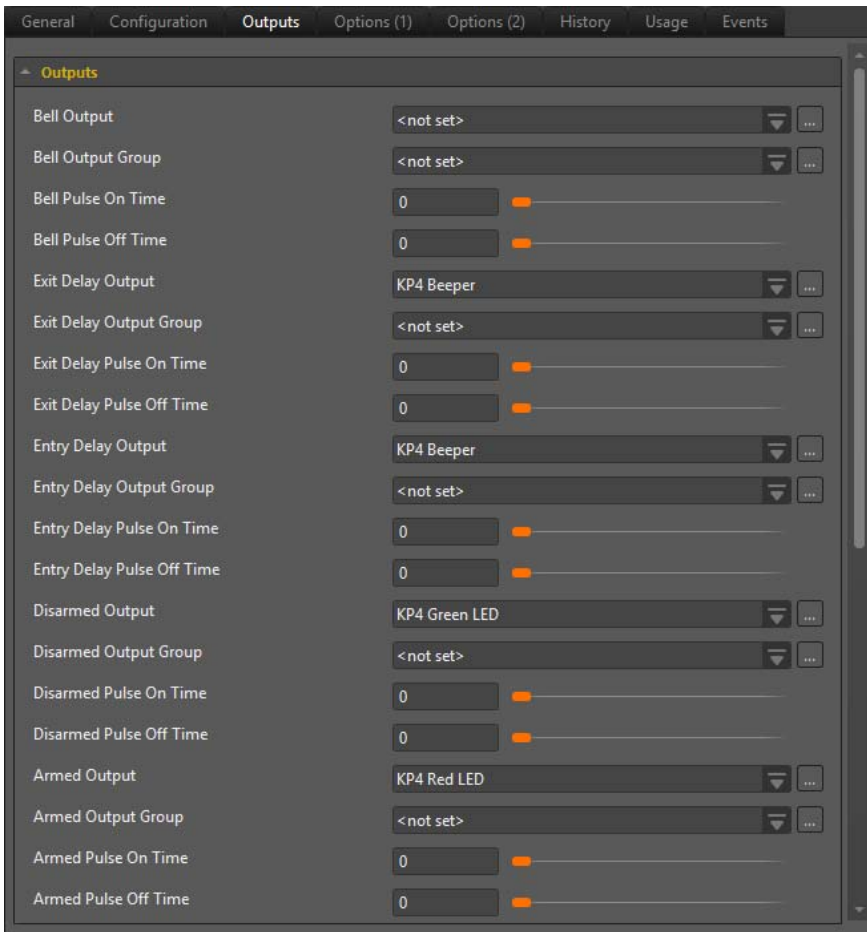 General Configuration Outputs Options (1) Options (2) History Usage Events
Outputs
Bell Output <not set> ...
Bell Output Group <not set> ...
Bell Pulse On Time 0
Bell Pulse Off Time 0
Exit Delay Output KP4 Beeper ...
Exit Delay Output Group <not set> ...
Exit Delay Pulse On Time 0
Exit Delay Pulse Off Time 0
Entry Delay Output KP4 Beeper ...
Entry Delay Output Group <not set> ...
Entry Delay Pulse On Time 0
Entry Delay Pulse Off Time 0
Disarmed Output KP4 Green LED ...
Disarmed Output Group <not set> ...
Disarmed Pulse On Time 0
Disarmed Pulse Off Time 0
Armed Output KP4 Red LED ...
Armed Output Group <not set> ...
Armed Pulse On Time 0
Armed Pulse Off Time 0